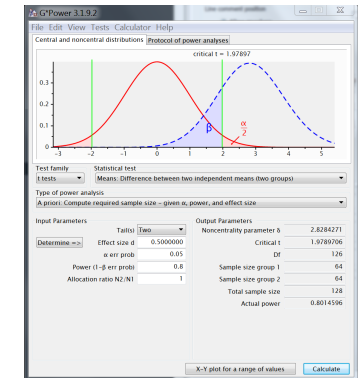 G*Power 3.1.9.2
File Edit View Tests Calculator Help
Central and noncentral distributions Protocol of power analyses
critical t = 1.97897
0.3
0.2
0.1
0
β
α
2
-3 -2 -1 0 1 2 3 4 5
Test family Statistical test
t tests Means: Difference between two independent means (two groups)
Type of power analysis
A priori: Compute required sample size – given α, power, and effect size
Input Parameters Output Parameters
Tail(s) Two Noncentrality parameter δ 2.8284271
Determine => Effect size d 0.5000000 Critical t 1.9789706
α err prob 0.05 Df 126
Power (1-β err prob) 0.8 Sample size group 1 64
Allocation ratio N2/N1 1 Sample size group 2 64
Total sample size 128
Actual power 0.8014596
X-Y plot for a range of values Calculate